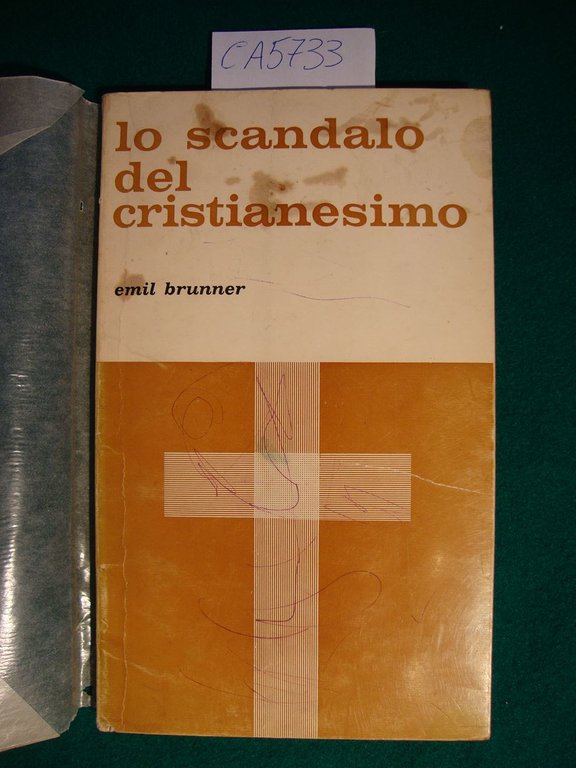 CA5733
lo scandalo
del
cristianesimo
emil brunner